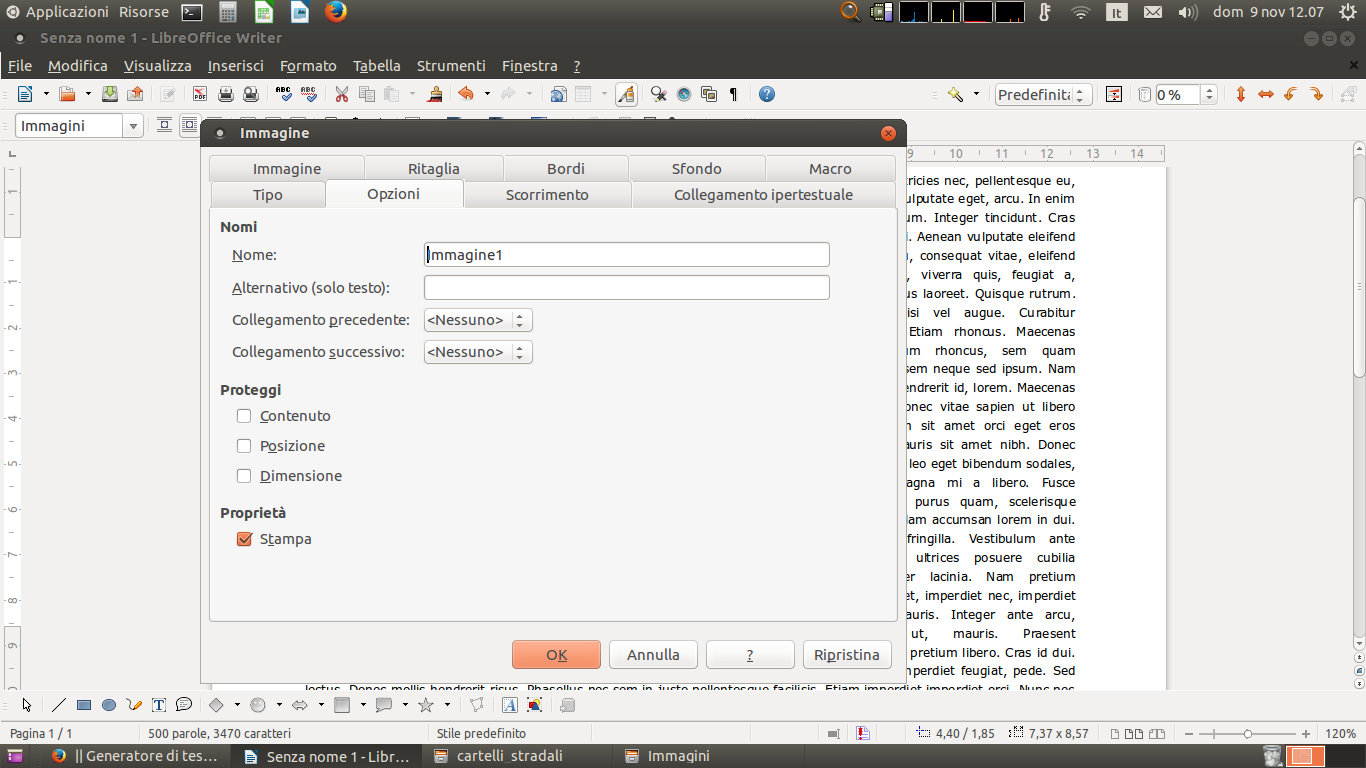 Applicazioni Risorse It dom 9 nov 12.07
Senza nome 1 - LibreOffice Writer
File Modifica Visualizza Inserisci Formato Tabella Strumenti Finestra ?
Predefinit 0 %
Immagini
Immagine
9 10 11 12 13 14
Immagine Ritaglia Bordi Sfondo Macro
Tipo Opzioni Scorrimento Collegamento ipertestuale
Nomi
Nome: Immagine1
Alternativo (solo testo):
Collegamento precedente: <Nessuno>
Collegamento successivo: <Nessuno>
Proteggi
Contenuto
Posizione
Dimensione
Proprietà
Stampa
OK Annulla ? Ripristina
tricies nec, pellentesque eu,
ulputate eget, arcu. In enim
um. Integer tincidunt. Cras
i. Aenean vulputate eleifend
, consequat vitae, eleifend
, viverra quis, feugiat a,
us laoreet. Quisque rutrum.
isi vel augue. Curabitur
Etiam rhoncus. Maecenas
um rhoncus, sem quam
sem neque sed ipsum. Nam
endrerit id, lorem. Maecenas
onec vitae sapien ut libero
n sit amet orci eget eros
auris sit amet nibh. Donec
leo eget bibendum sodales,
agna mi a libero. Fusce
purus quam, scelerisque
lam accumsan lorem in dui.
fringilla. Vestibulum ante
ultrices posuere cubilia
er lacinia. Nam pretium
et, imperdiet nec, imperdiet
auris. Integer ante arcu,
ut, mauris. Praesent
pretium libero. Cras id dui.
mperdiet feugiat, pede. Sed
lectus. Donec mollis hendrerit risus. Phasellus nec sem in justo pellentesque facilisis. Etiam imperdiet imperdiet orci. Nunc nec
Pagina 1 / 1 500 parole, 3470 caratteri Stile predefinito 4,40 / 1,85 7,37 x 8,57 120%
|| Generatore di tes... Senza nome 1 - Libr... cartelli_stradali Immagini